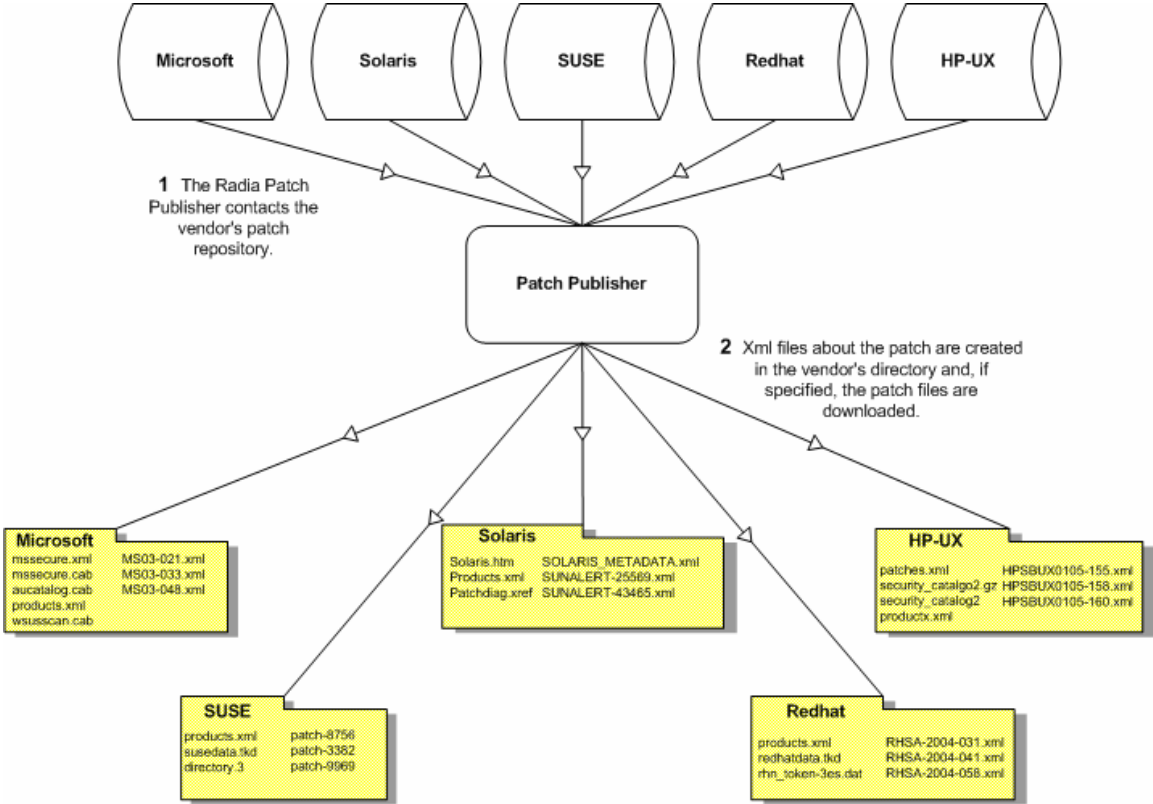 Microsoft
Solaris
SUSE
Redhat
HP-UX
1 The Radia Patch
Publisher contacts the
vendor's patch
repository.
Patch Publisher
2 Xml files about the patch are created
in the vendor's directory and, if
specified, the patch files are
downloaded.
Microsoft
mssecure.xml MS03-021.xml
mssecure.cab MS03-033.xml
aucatalog.cab MS03-048.xml
products.xml
wsusscan.cab
Solaris
Solaris.htm SOLARIS_METADATA.xml
Products.xml SUNALERT-25569.xml
Patchdiag.xref SUNALERT-43465.xml
HP-UX
patches.xml HPSBUX0105-155.xml
security_catalgo2.gz HPSBUX0105-158.xml
security_catalog2 HPSBUX0105-160.xml
productx.xml
SUSE
products.xml patch-8756
susedata.tkd patch-3382
directory.3 patch-9969
Redhat
products.xml RHSA-2004-031.xml
redhatdata.tkd RHSA-2004-041.xml
rhn_token-3es.dat RHSA-2004-058.xml